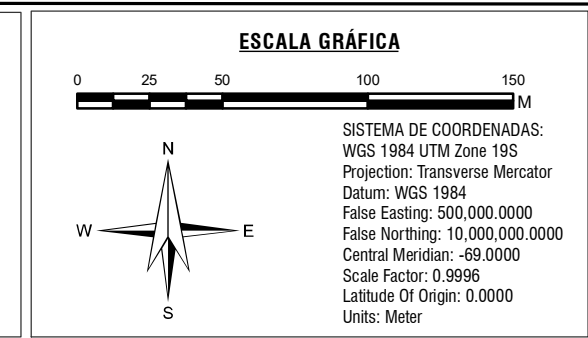 ESCALA GRÁFICA
0 25 50 100 150
M
SISTEMA DE COORDENADAS:
WGS 1984 UTM Zone 19S
Projection: Transverse Mercator
Datum: WGS 1984
False Easting: 500,000.0000
False Northing: 10,000,000.0000
Central Meridian: -69.0000
Scale Factor: 0.9996
Latitude Of Origin: 0.0000
Units: Meter
N
W E
S